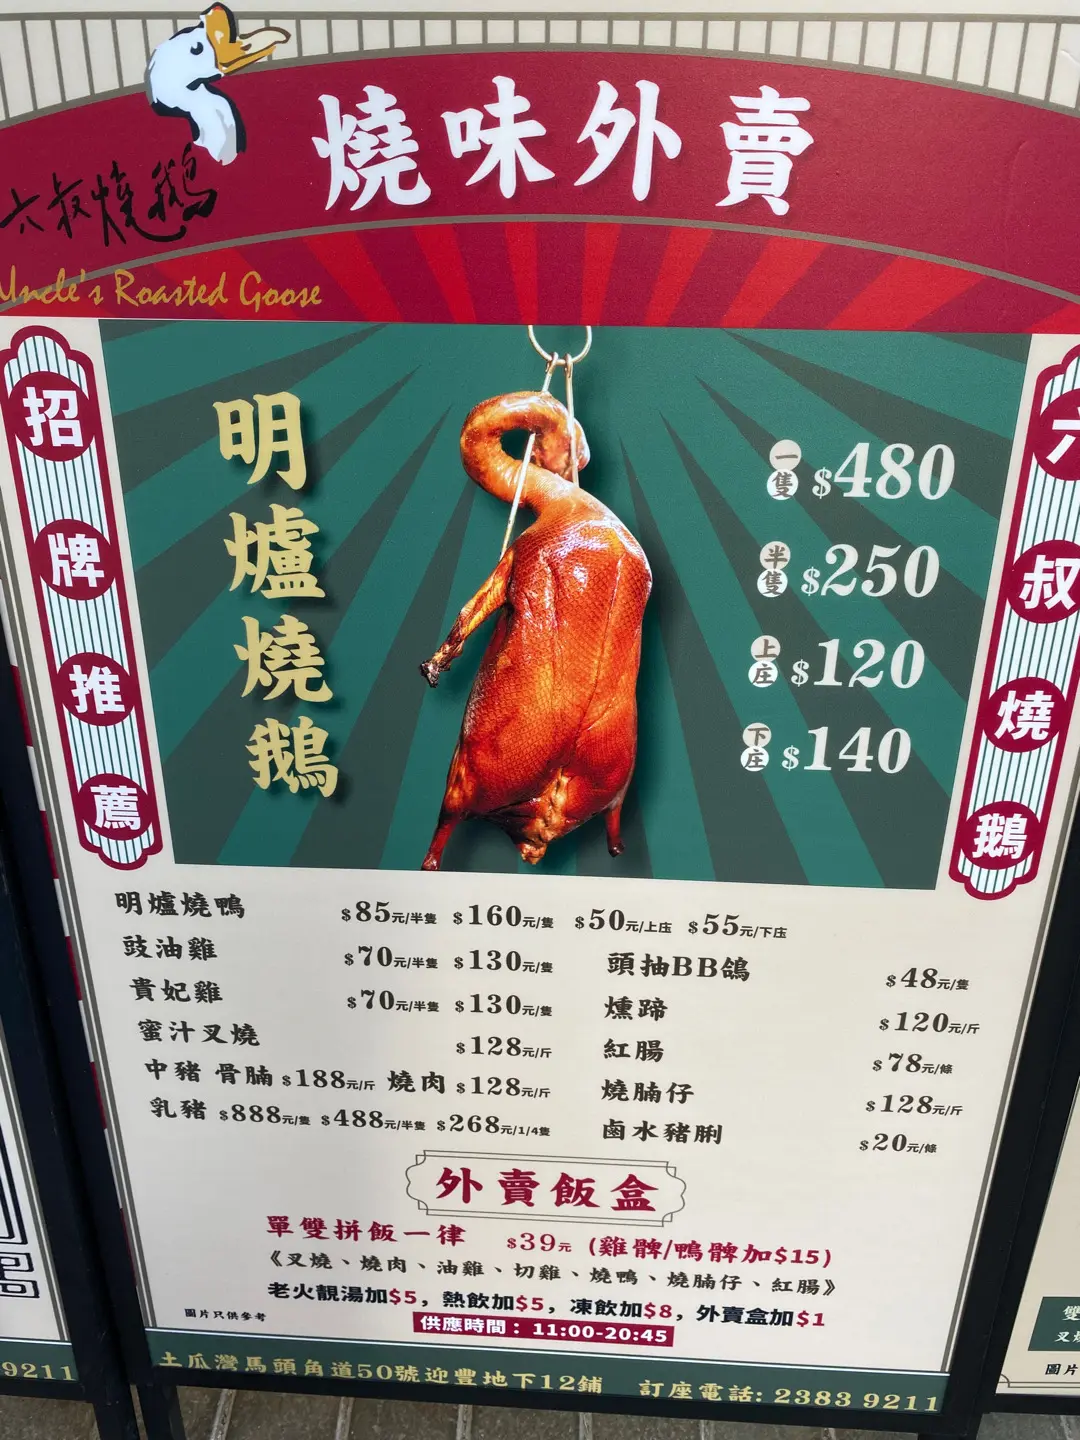 燒味外賣
六叔燒鵝
Uncle's Roasted Goose
招牌推薦
明爐燒鵝
一隻 $480
半隻 $250
上庄 $120
下庄 $140
六叔燒鵝
明爐燒鴨 $85元/半隻 $160元/隻 $50元/上庄 $55元/下庄
豉油雞 $70元/半隻 $130元/隻
貴妃雞 $70元/半隻 $130元/隻
蜜汁叉燒 $128元/斤
中豬 骨腩 $188元/斤 燒肉 $128元/斤
乳豬 $888元/隻 $488元/半隻 $268元/1/4隻
頭抽BB鴿 $48元/隻
燻蹄 $120元/斤
紅腸 $78元/條
燒腩仔 $128元/斤
鹵水豬脷 $20元/條
外賣飯盒
單雙拼飯一律 $39元 (雞髀/鴨髀加$15)
《叉燒、燒肉、油雞、切雞、燒鴨、燒腩仔、紅腸》
老火靚湯加$5，熱飲加$5，凍飲加$8，外賣盒加$1
圖片只供參考
供應時間：11:00-20:45
土瓜灣馬頭角道50號迎豐地下12鋪 訂座電話: 2383 9211
9211
雙
叉燒
圖片